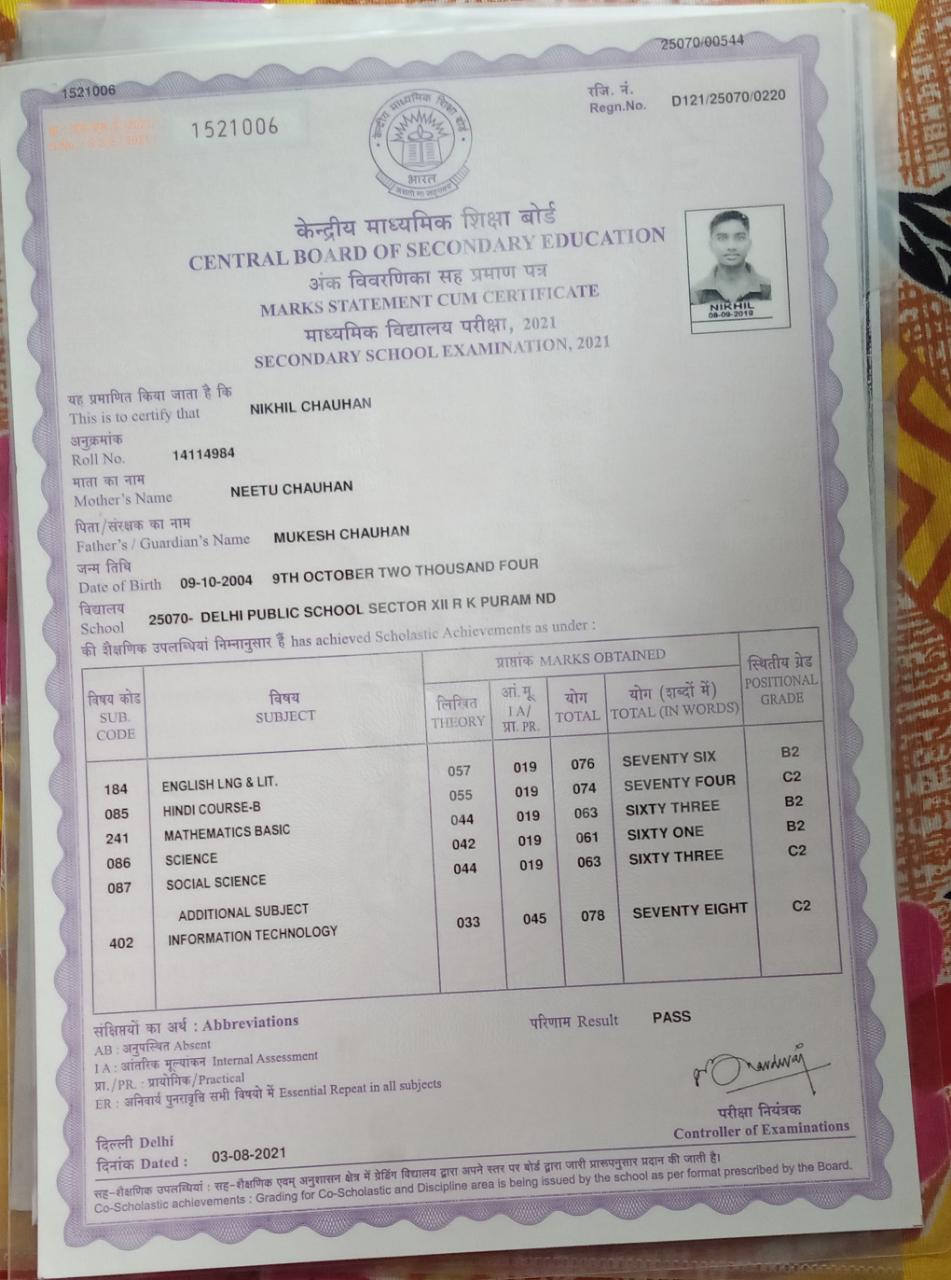 25070/00544
1521006
1521006
रजि. नं.
Regn.No. D121/25070/0220
केन्द्रीय माध्यमिक शिक्षा बोर्ड
भारत
केन्द्रीय माध्यमिक शिक्षा बोर्ड
CENTRAL BOARD OF SECONDARY EDUCATION
अंक विवरणिका सह प्रमाण पत्र
MARKS STATEMENT CUM CERTIFICATE
माध्यमिक विद्यालय परीक्षा, 2021
SECONDARY SCHOOL EXAMINATION, 2021
NIKHIL
08-09-2019
यह प्रमाणित किया जाता है कि
This is to certify that NIKHIL CHAUHAN
अनुक्रमांक
Roll No. 14114984
माता का नाम
Mother's Name NEETU CHAUHAN
पिता/संरक्षक का नाम
Father's / Guardian's Name MUKESH CHAUHAN
जन्म तिथि
Date of Birth 09-10-2004 9TH OCTOBER TWO THOUSAND FOUR
विद्यालय
School 25070- DELHI PUBLIC SCHOOL SECTOR XII R K PURAM ND
की शैक्षणिक उपलब्धियां निम्नानुसार हैं has achieved Scholastic Achievements as under :
विषय कोड SUB. CODE विषय SUBJECT प्राप्तांक MARKS OBTAINED स्थितीय ग्रेड POSITIONAL GRADE
लिखित THEORY आं.मू I A/ प्रा. PR. योग TOTAL योग (शब्दों में) TOTAL (IN WORDS)
184 ENGLISH LNG & LIT. 057 019 076 SEVENTY SIX B2
085 HINDI COURSE-B 055 019 074 SEVENTY FOUR C2
241 MATHEMATICS BASIC 044 019 063 SIXTY THREE B2
086 SCIENCE 042 019 061 SIXTY ONE B2
087 SOCIAL SCIENCE 044 019 063 SIXTY THREE C2
ADDITIONAL SUBJECT
402 INFORMATION TECHNOLOGY 033 045 078 SEVENTY EIGHT C2
संक्षिप्तयों का अर्थ : Abbreviations
परिणाम Result PASS
AB : अनुपस्थित Absent
I A : आंतरिक मूल्यांकन Internal Assessment
प्रा./PR. : प्रायोगिक/Practical
ER : अनिवार्य पुनरावृत्ति सभी विषयो में Essential Repeat in all subjects
परीक्षा नियंत्रक
Controller of Examinations
दिल्ली Delhi
दिनांक Dated : 03-08-2021
सह-शैक्षणिक उपलब्धियां : सह-शैक्षणिक एवम् अनुशासन क्षेत्र में ग्रेडिंग विद्यालय द्वारा अपने स्तर पर बोर्ड द्वारा जारी प्रारूपनुसार प्रदान की जाती है।
Co-Scholastic achievements : Grading for Co-Scholastic and Discipline area is being issued by the school as per format prescribed by the Board.